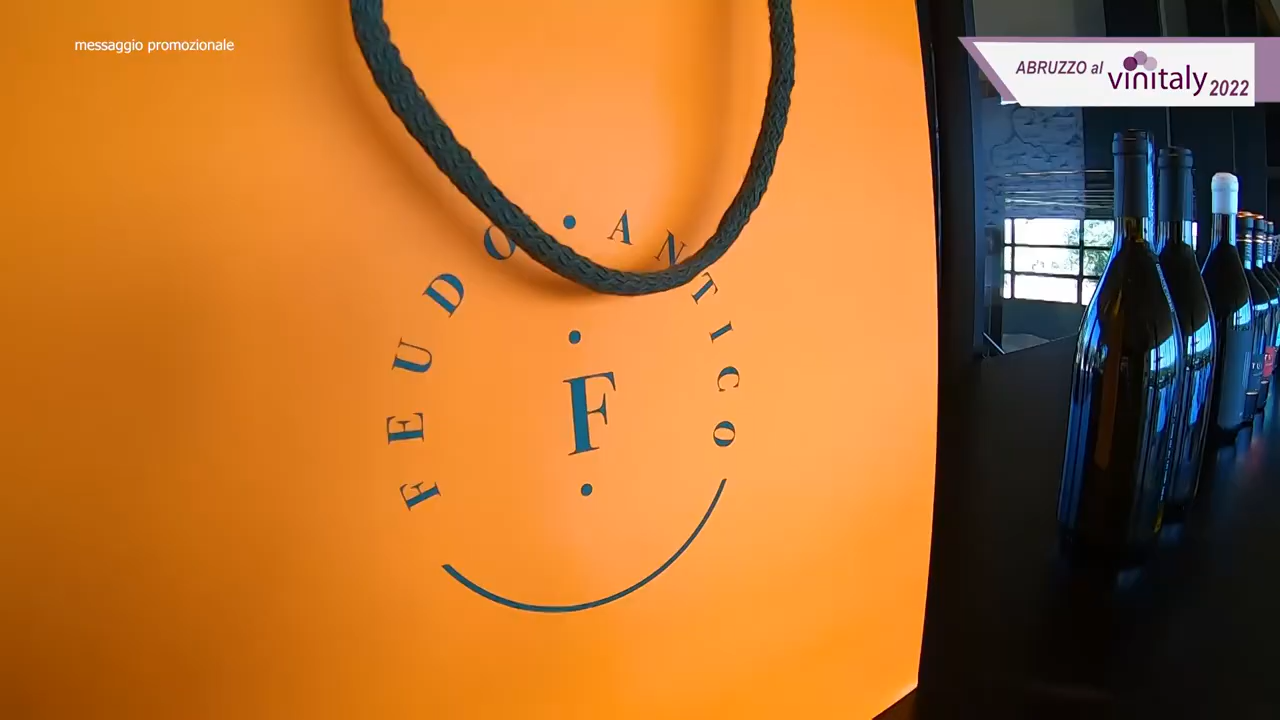 messaggio promozionale
ABRUZZO al vinitaly 2022
FEUDO • ANTICO
• F •